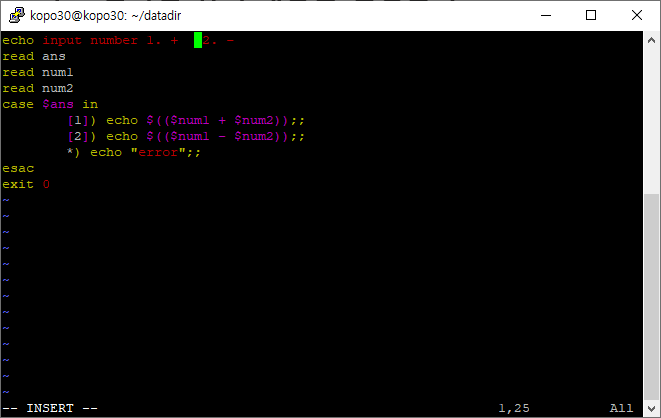 kopo30@kopo30: ~/datadir
echo input number 1. +  2. -
read ans
read num1
read num2
case $ans in
        [1]) echo $(($num1 + $num2));;
        [2]) echo $(($num1 - $num2));;
        *) echo "error";;
esac
exit 0
~
~
~
~
~
~
~
~
~
~
~
~
~
-- INSERT --                                                  1,25          All